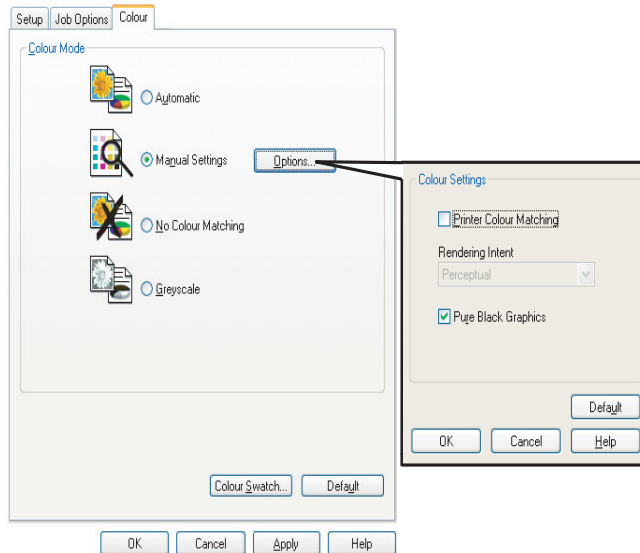 Setup Job Options Colour
Colour Mode
Automatic
Manual Settings Options...
No Colour Matching
Greyscale
Colour Swatch... Default
OK Cancel Apply Help
Colour Settings
Printer Colour Matching
Rendering Intent
Perceptual
Pure Black Graphics
Default
OK Cancel Help